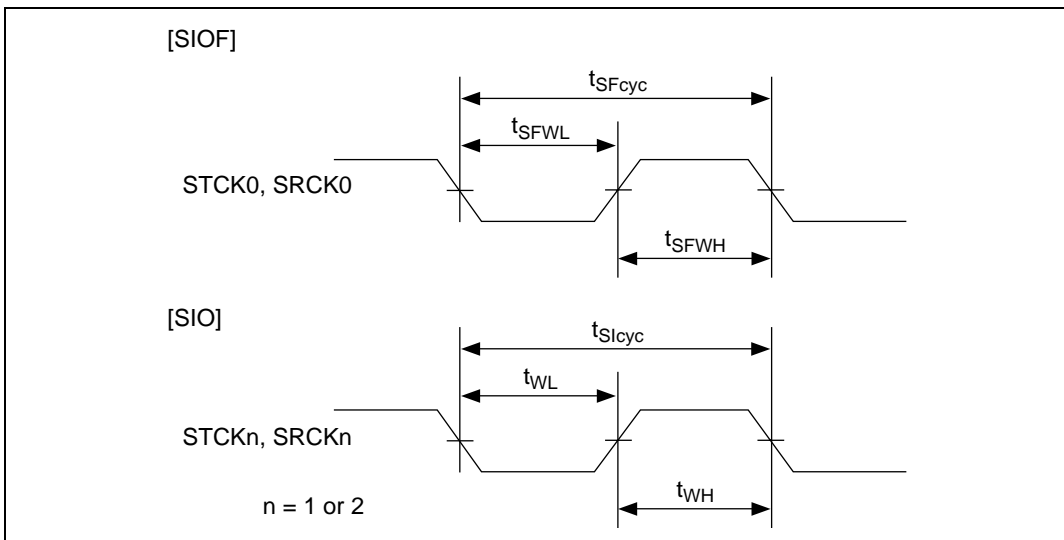 [SIOF]
tSFcyc
tSFWL
STCK0, SRCK0
tSFWH
[SIO]
tSIcyc
tWL
STCKn, SRCKn
tWH
n = 1 or 2